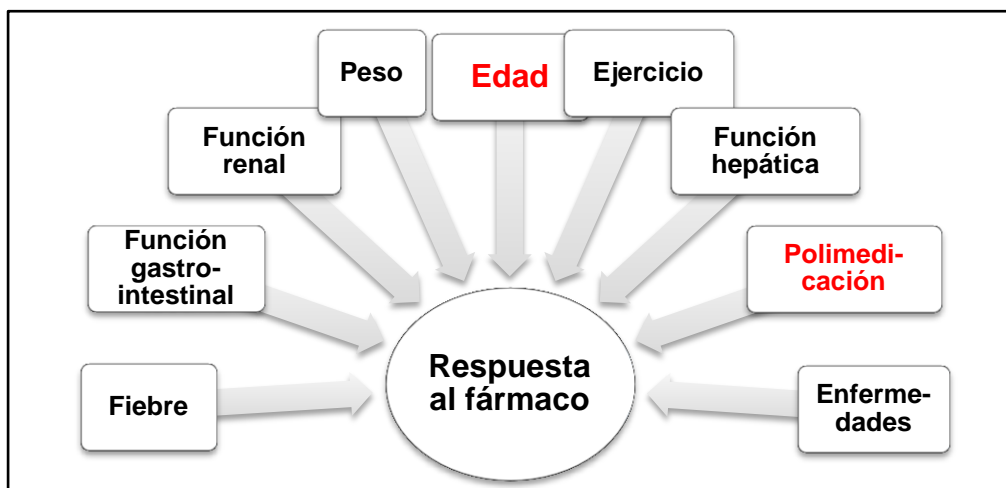 Peso
Edad
Ejercicio
Función
renal
Función
hepática
Función
gastro-
intestinal
Polimedi-
cación
Fiebre
Respuesta
al fármaco
Enferme-
dades